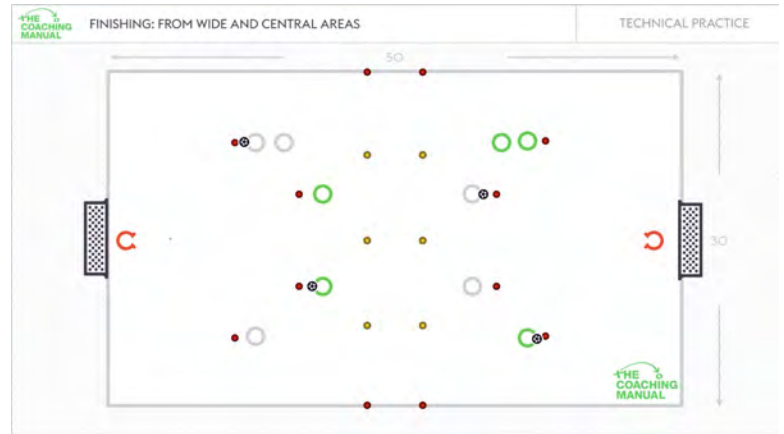 THE
COACHING
MANUAL
FINISHING: FROM WIDE AND CENTRAL AREAS
TECHNICAL PRACTICE
50
30
THE
COACHING
MANUAL